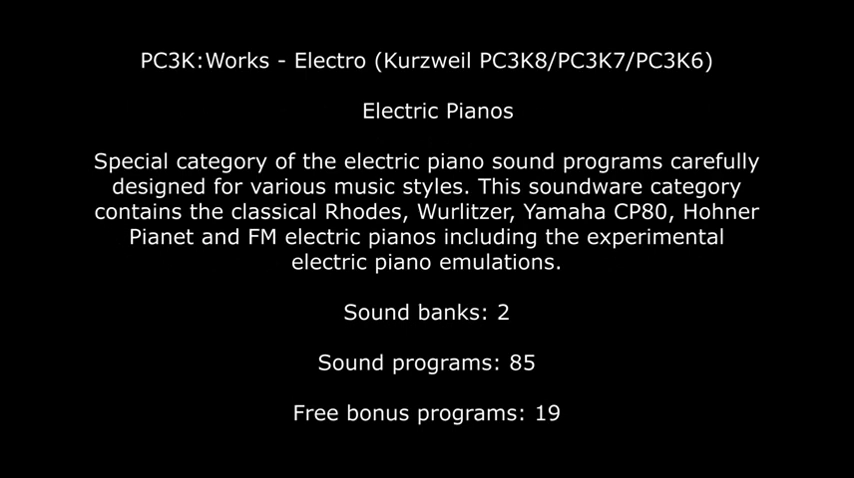 PC3K:Works - Electro (Kurzweil PC3K8/PC3K7/PC3K6)
Electric Pianos
Special category of the electric piano sound programs carefully
designed for various music styles. This soundware category
contains the classical Rhodes, Wurlitzer, Yamaha CP80, Hohner
Pianet and FM electric pianos including the experimental
electric piano emulations.
Sound banks: 2
Sound programs: 85
Free bonus programs: 19